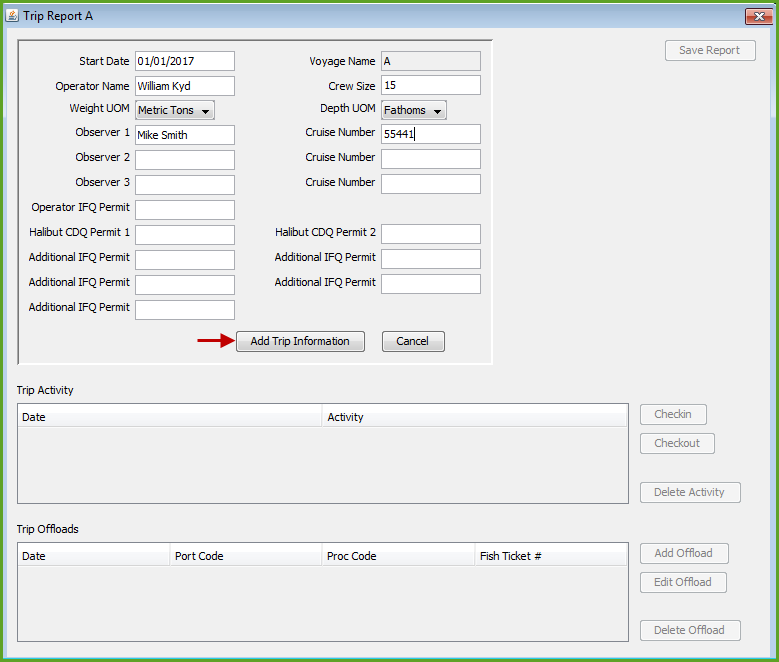 Trip Report A
Start Date 01/01/2017 Voyage Name A Save Report
Operator Name William Kyd Crew Size 15
Weight UOM Metric Tons Depth UOM Fathoms
Observer 1 Mike Smith Cruise Number 55441
Observer 2 Cruise Number
Observer 3 Cruise Number
Operator IFQ Permit
Halibut CDQ Permit 1 Halibut CDQ Permit 2
Additional IFQ Permit Additional IFQ Permit
Additional IFQ Permit Additional IFQ Permit
Additional IFQ Permit
Add Trip Information Cancel
Trip Activity
Date Activity Checkin
Checkout
Delete Activity
Trip Offloads
Date Port Code Proc Code Fish Ticket # Add Offload
Edit Offload
Delete Offload